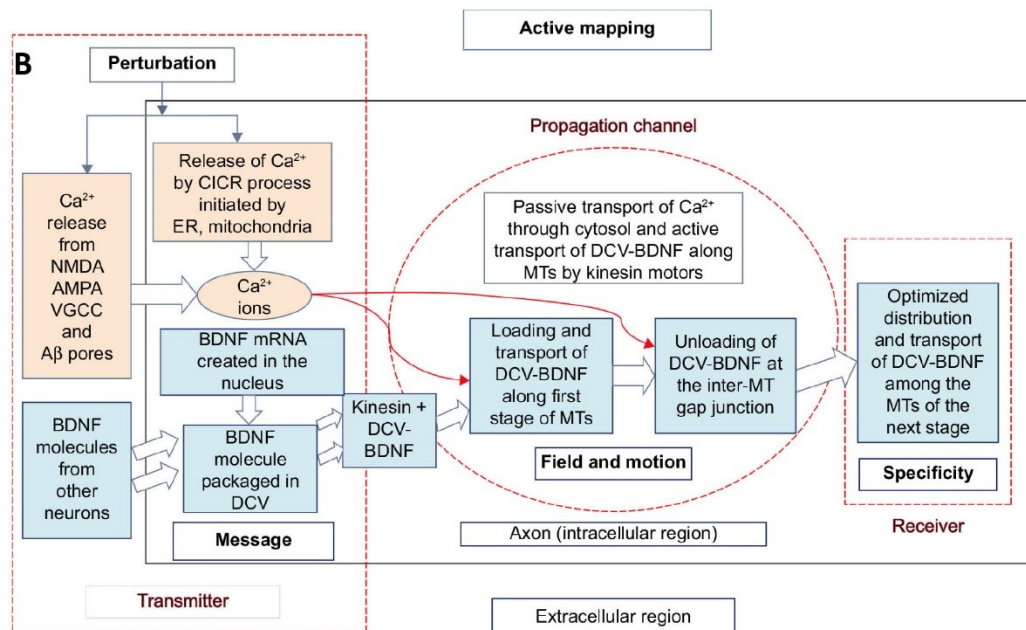 Active mapping
B
Perturbation
Propagation channel
Ca²⁺
release
from
NMDA
AMPA
VGCC
and
Aβ pores
Release of Ca²⁺
by CICR process
initiated by
ER, mitochondria
Ca²⁺
ions
Passive transport of Ca²⁺
through cytosol and active
transport of DCV-BDNF along
MTs by kinesin motors
BDNF mRNA
created in the
nucleus
BDNF
molecules
from other
neurons
BDNF
molecule
packaged in
DCV
Kinesin +
DCV-
BDNF
Loading and
transport of
DCV-BDNF
along first
stage of MTs
Unloading of
DCV-BDNF at
the inter-MT
gap junction
Optimized
distribution
and transport
of DCV-BDNF
among the
MTs of the
next stage
Field and motion
Specificity
Message
Axon (intracellular region)
Receiver
Transmitter
Extracellular region